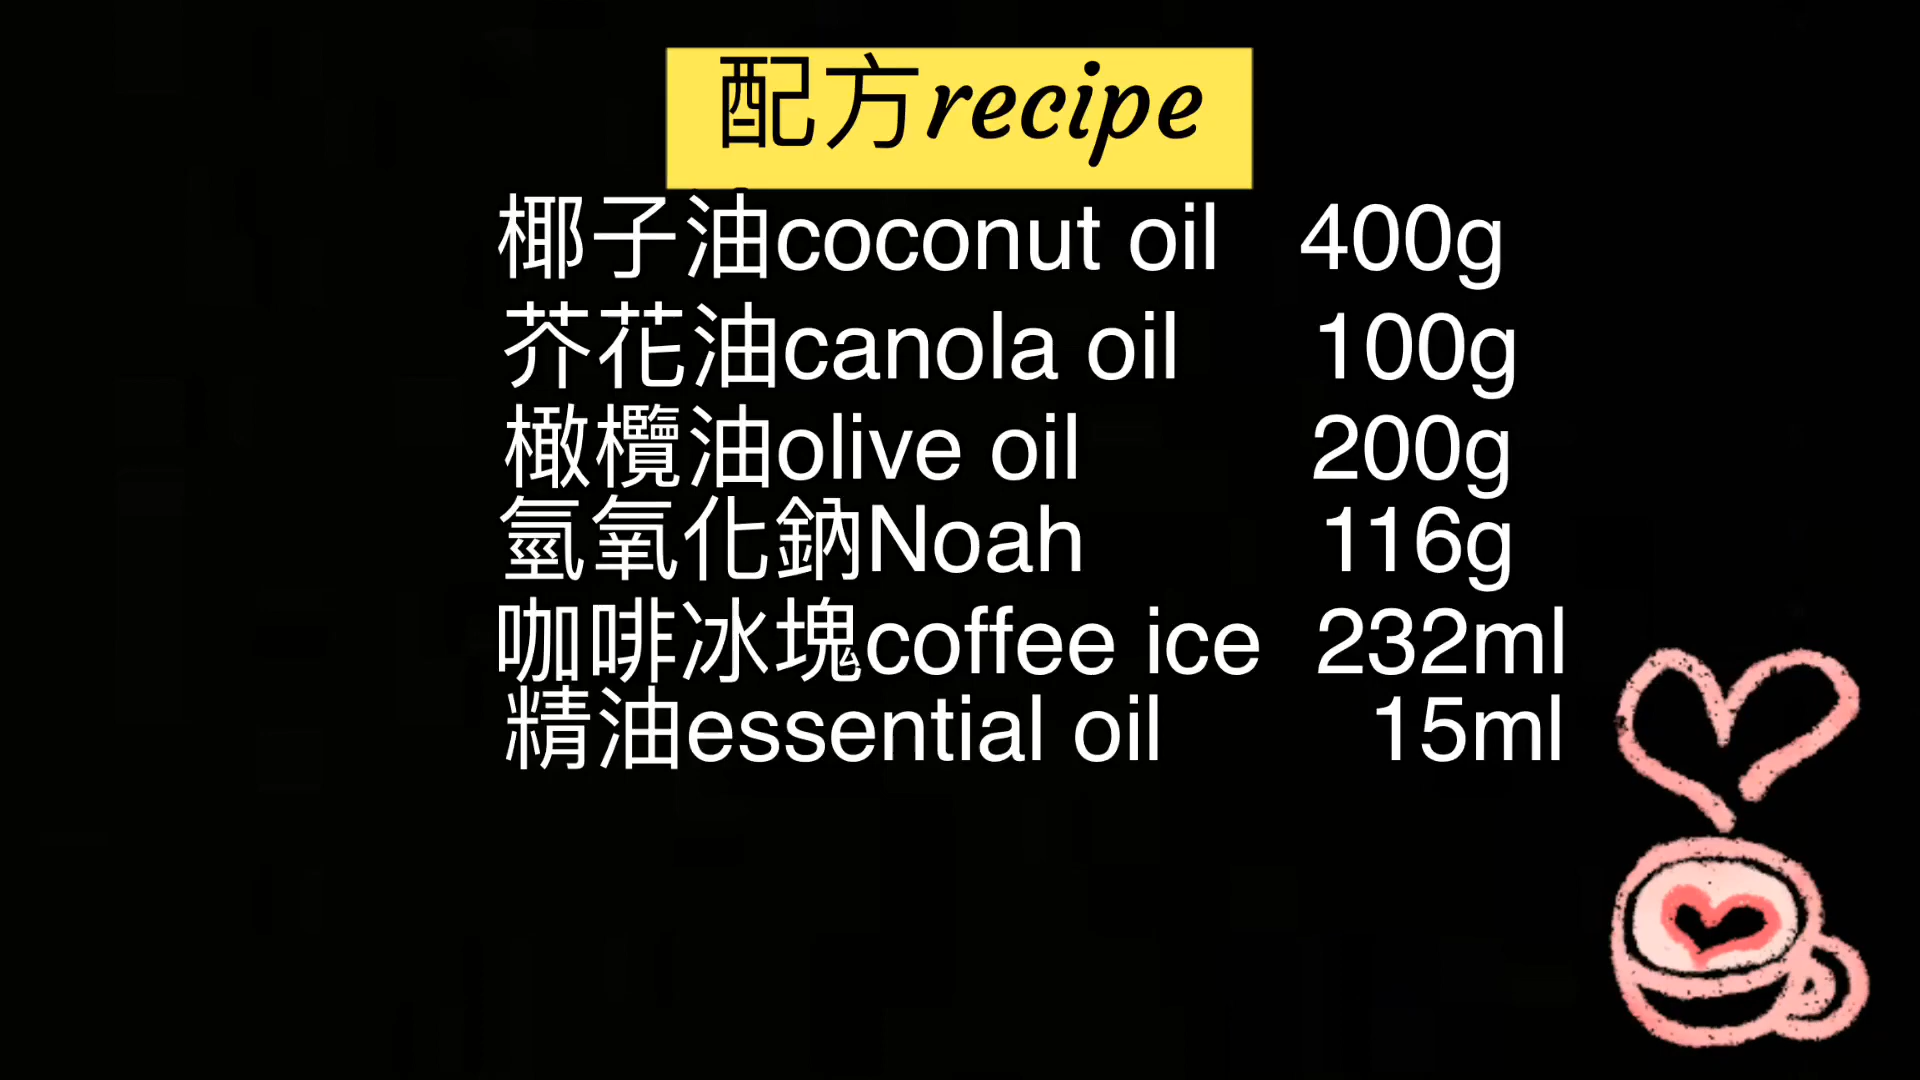 配方recipe
椰子油coconut oil 400g
芥花油canola oil 100g
橄欖油olive oil 200g
氫氧化鈉Noah 116g
咖啡冰塊coffee ice 232ml
精油essential oil 15ml